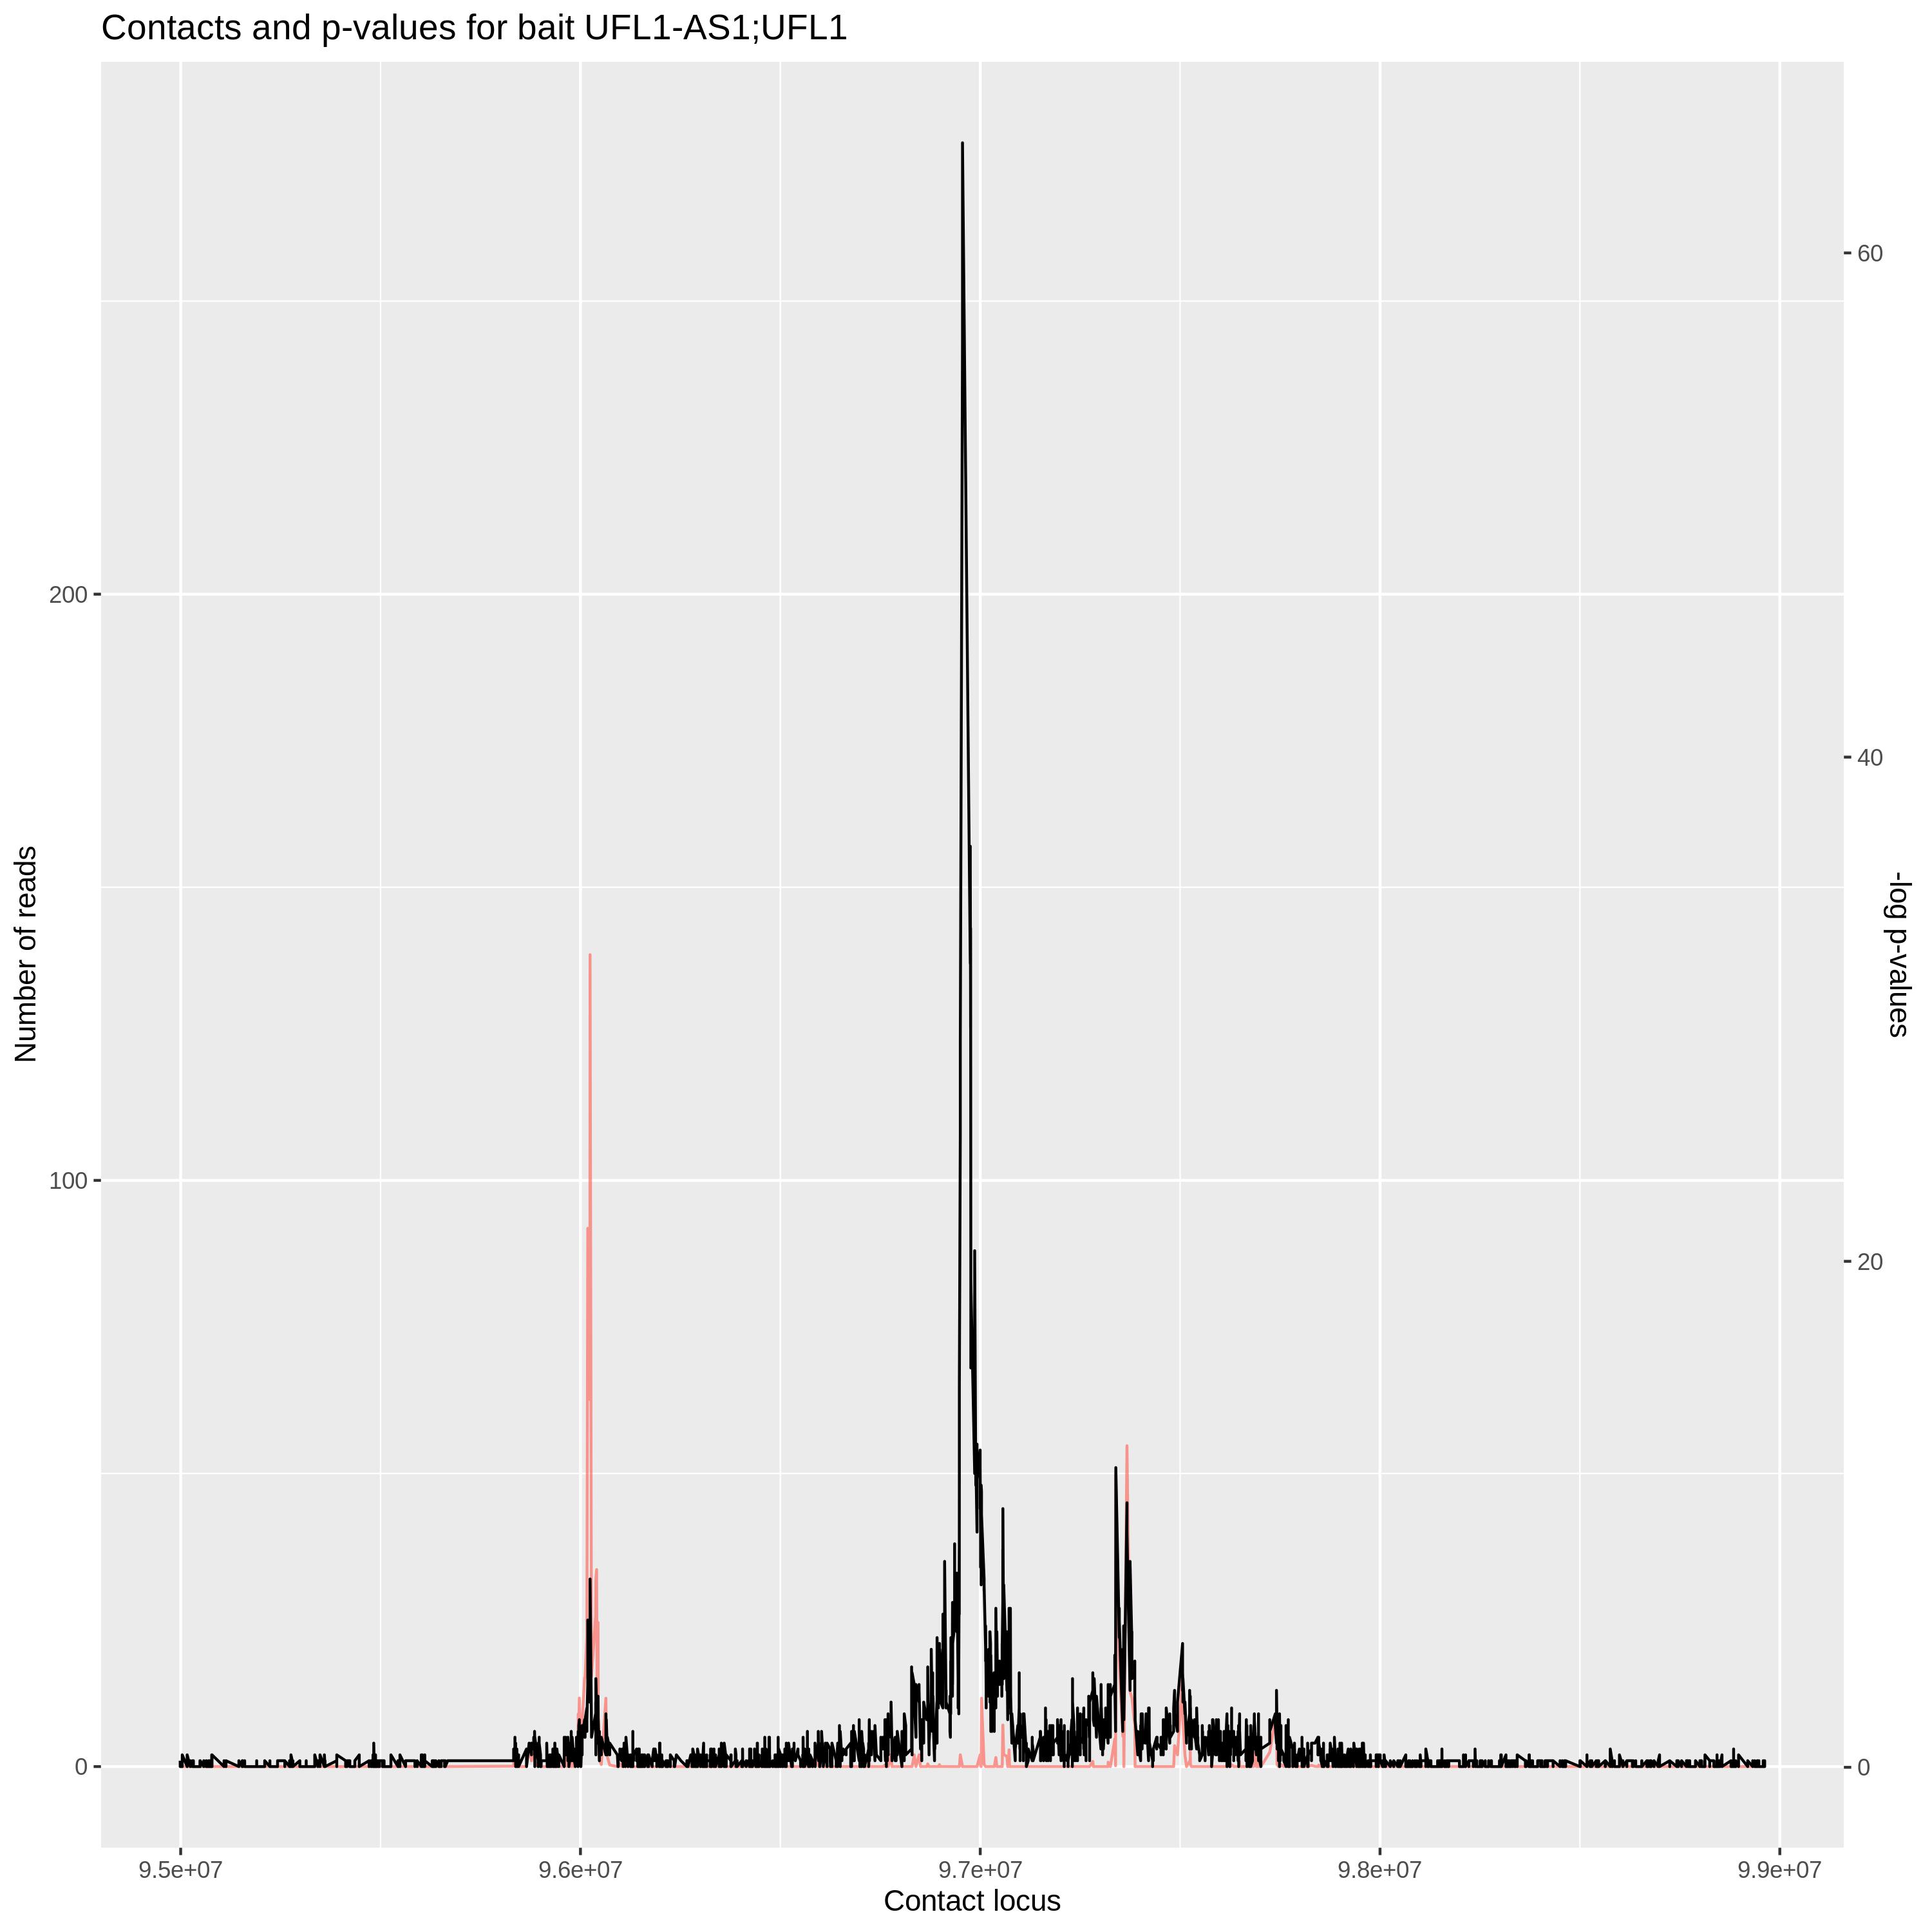 Contacts and p-values for bait UFL1-AS1;UFL1
Number of reads
200
100
0
60
40
20
0
-log p-values
9.5e+07 9.6e+07 9.7e+07 9.8e+07 9.9e+07
Contact locus